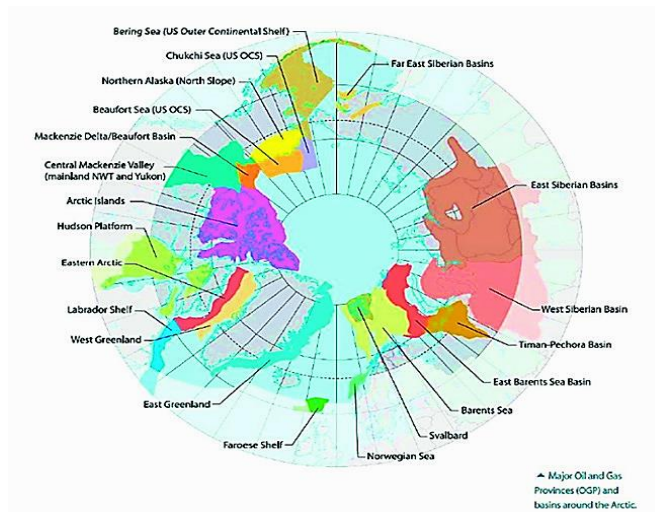 Bering Sea (US Outer Continental Shelf)
Chukchi Sea (US OCS)
Far East Siberian Basins
Northern Alaska (North Slope)
Beaufort Sea (US OCS)
Mackenzie Delta/Beaufort Basin
Central Mackenzie Valley
(mainland NWT and Yukon)
East Siberian Basins
Arctic Islands
Hudson Platform
Eastern Arctic
Labrador Shelf
West Siberian Basin
West Greenland
Timan-Pechora Basin
East Barents Sea Basin
East Greenland
Barents Sea
Svalbard
Faroese Shelf
Norwegian Sea
Major Oil and Gas
Provinces (OGP) and
basins around the Arctic.